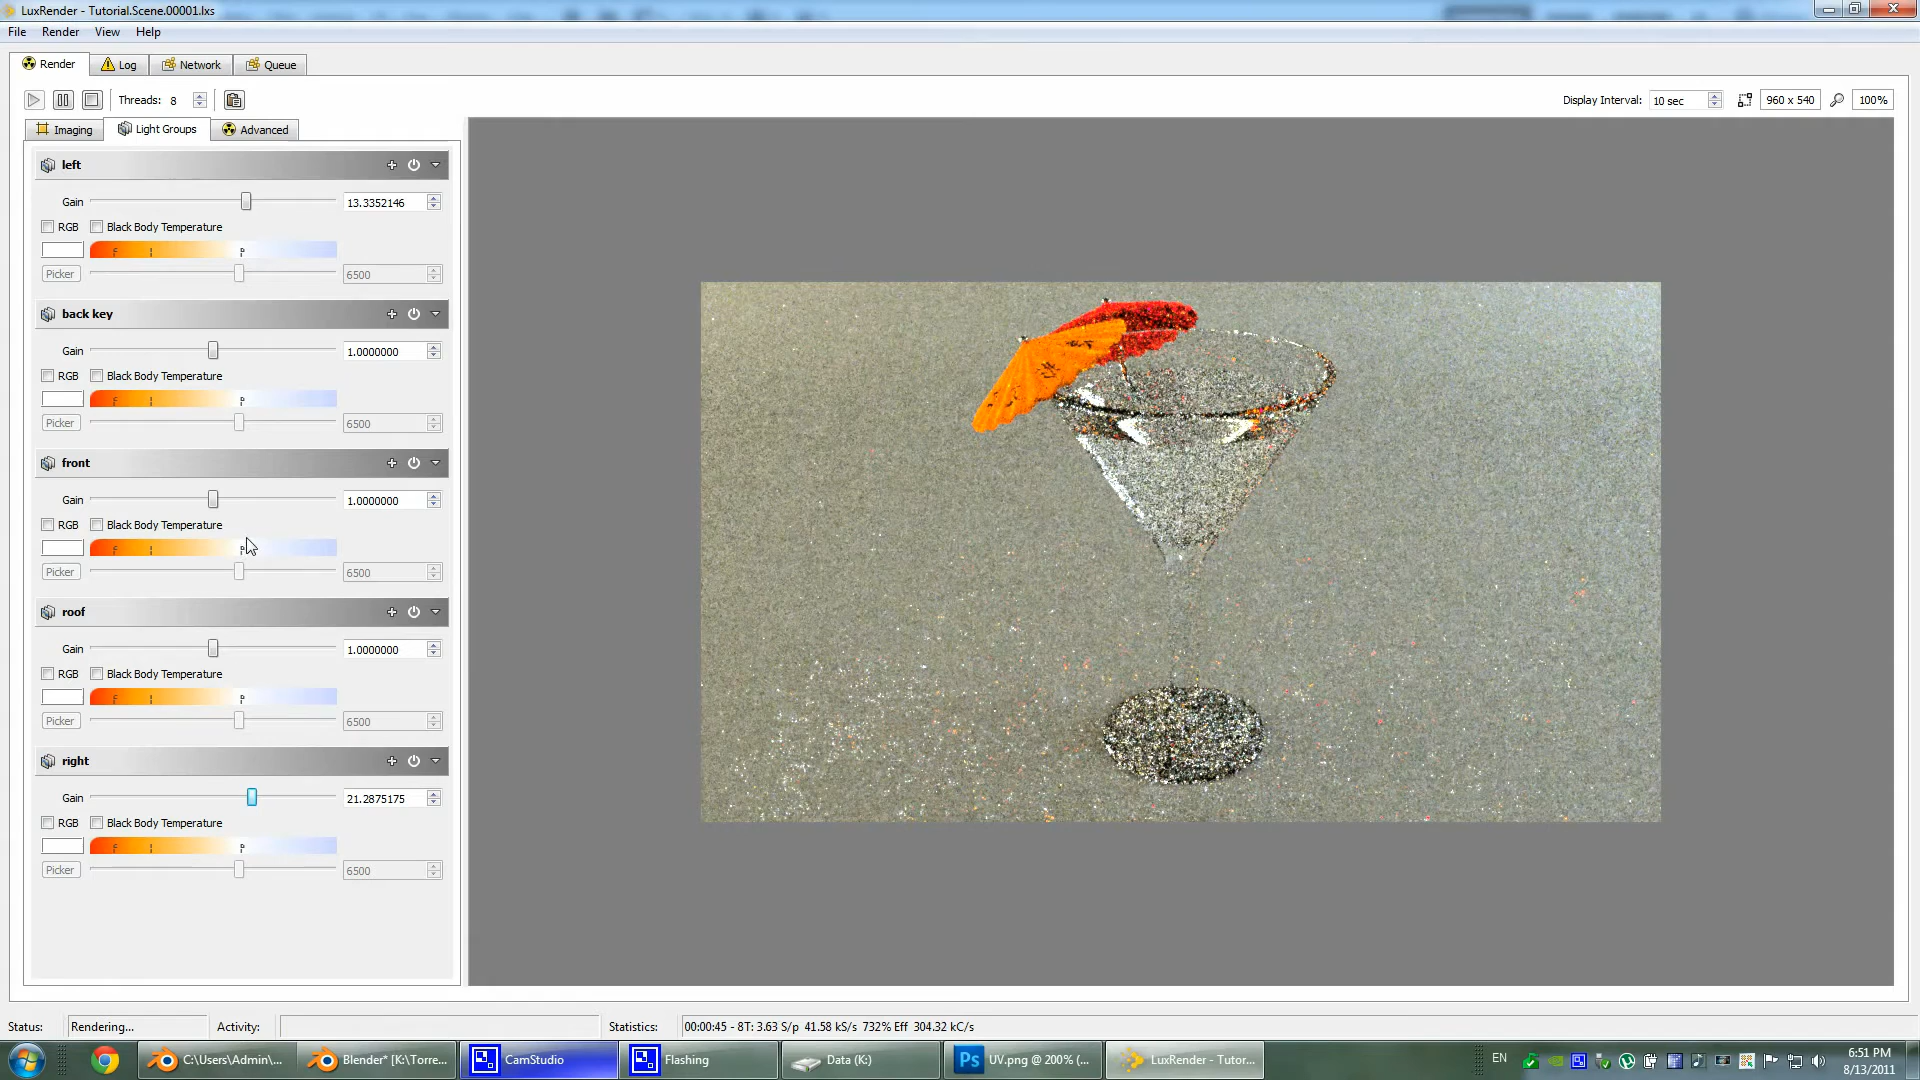 LuxRender - Tutorial.Scene.00001.lxs
File Render View Help
Render Log Network Queue
Threads: 8
Display Interval: 10 sec 960 x 540 100%
Imaging Light Groups Advanced
left
Gain 13.3352146
RGB Black Body Temperature
Picker 6500
back key
Gain 1.0000000
RGB Black Body Temperature
Picker 6500
front
Gain 1.0000000
RGB Black Body Temperature
Picker 6500
roof
Gain 1.0000000
RGB Black Body Temperature
Picker 6500
right
Gain 21.2875175
RGB Black Body Temperature
Picker 6500
Status: Rendering... Activity: Statistics: 00:00:45 - 8T: 3.63 S/p 41.58 kS/s 732% Eff 304.32 kC/s
C:\Users\Admin\... Blender* [K:\Torre... CamStudio Flashing Data (K:) Ps UV.png @ 200% (... LuxRender - Tutor... EN 6:51 PM
8/13/2011